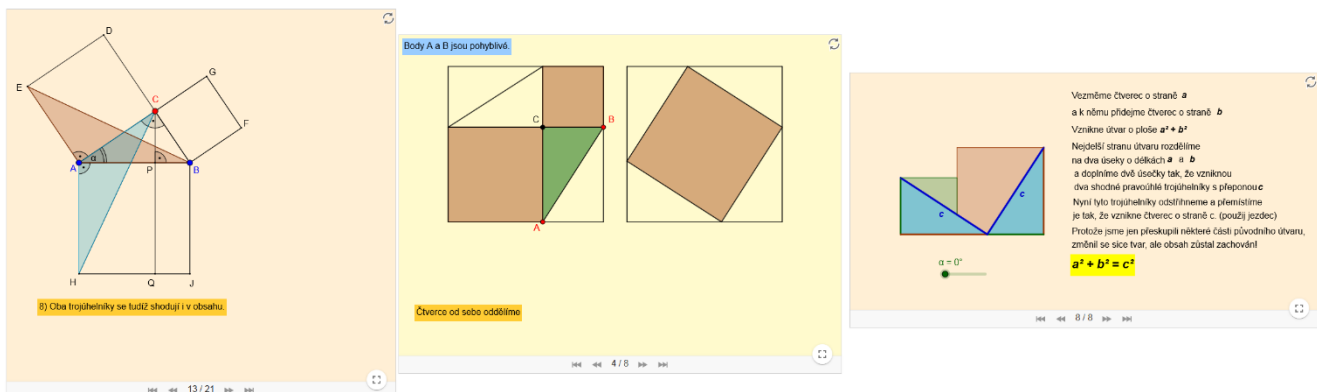 D
G
E
C
F
α
A
P
B
H
Q
J
8) Oba trojúhelníky se tudíž shodují i v obsahu.
13 / 21
Body A a B jsou pohyblivé.
C
B
A
Čtverce od sebe oddělíme
4 / 8
Vezměme čtverec o straně a
a k němu přidejme čtverec o straně b
Vznikne útvar o ploše a² + b²
Nejdelší stranu útvaru rozdělíme
na dva úseky o délkách a a b
a doplníme dvě úsečky tak, že vzniknou
dva shodné pravoúhlé trojúhelníky s přeponou c
Nyní tyto trojúhelníky odstřihneme a přemístíme
je tak, že vznikne čtverec o straně c. (použij jezdec)
Protože jsme jen přeskupili některé části původního útvaru,
změnil se sice tvar, ale obsah zůstal zachován!
a² + b² = c²
c
c
α = 0°
8 / 8